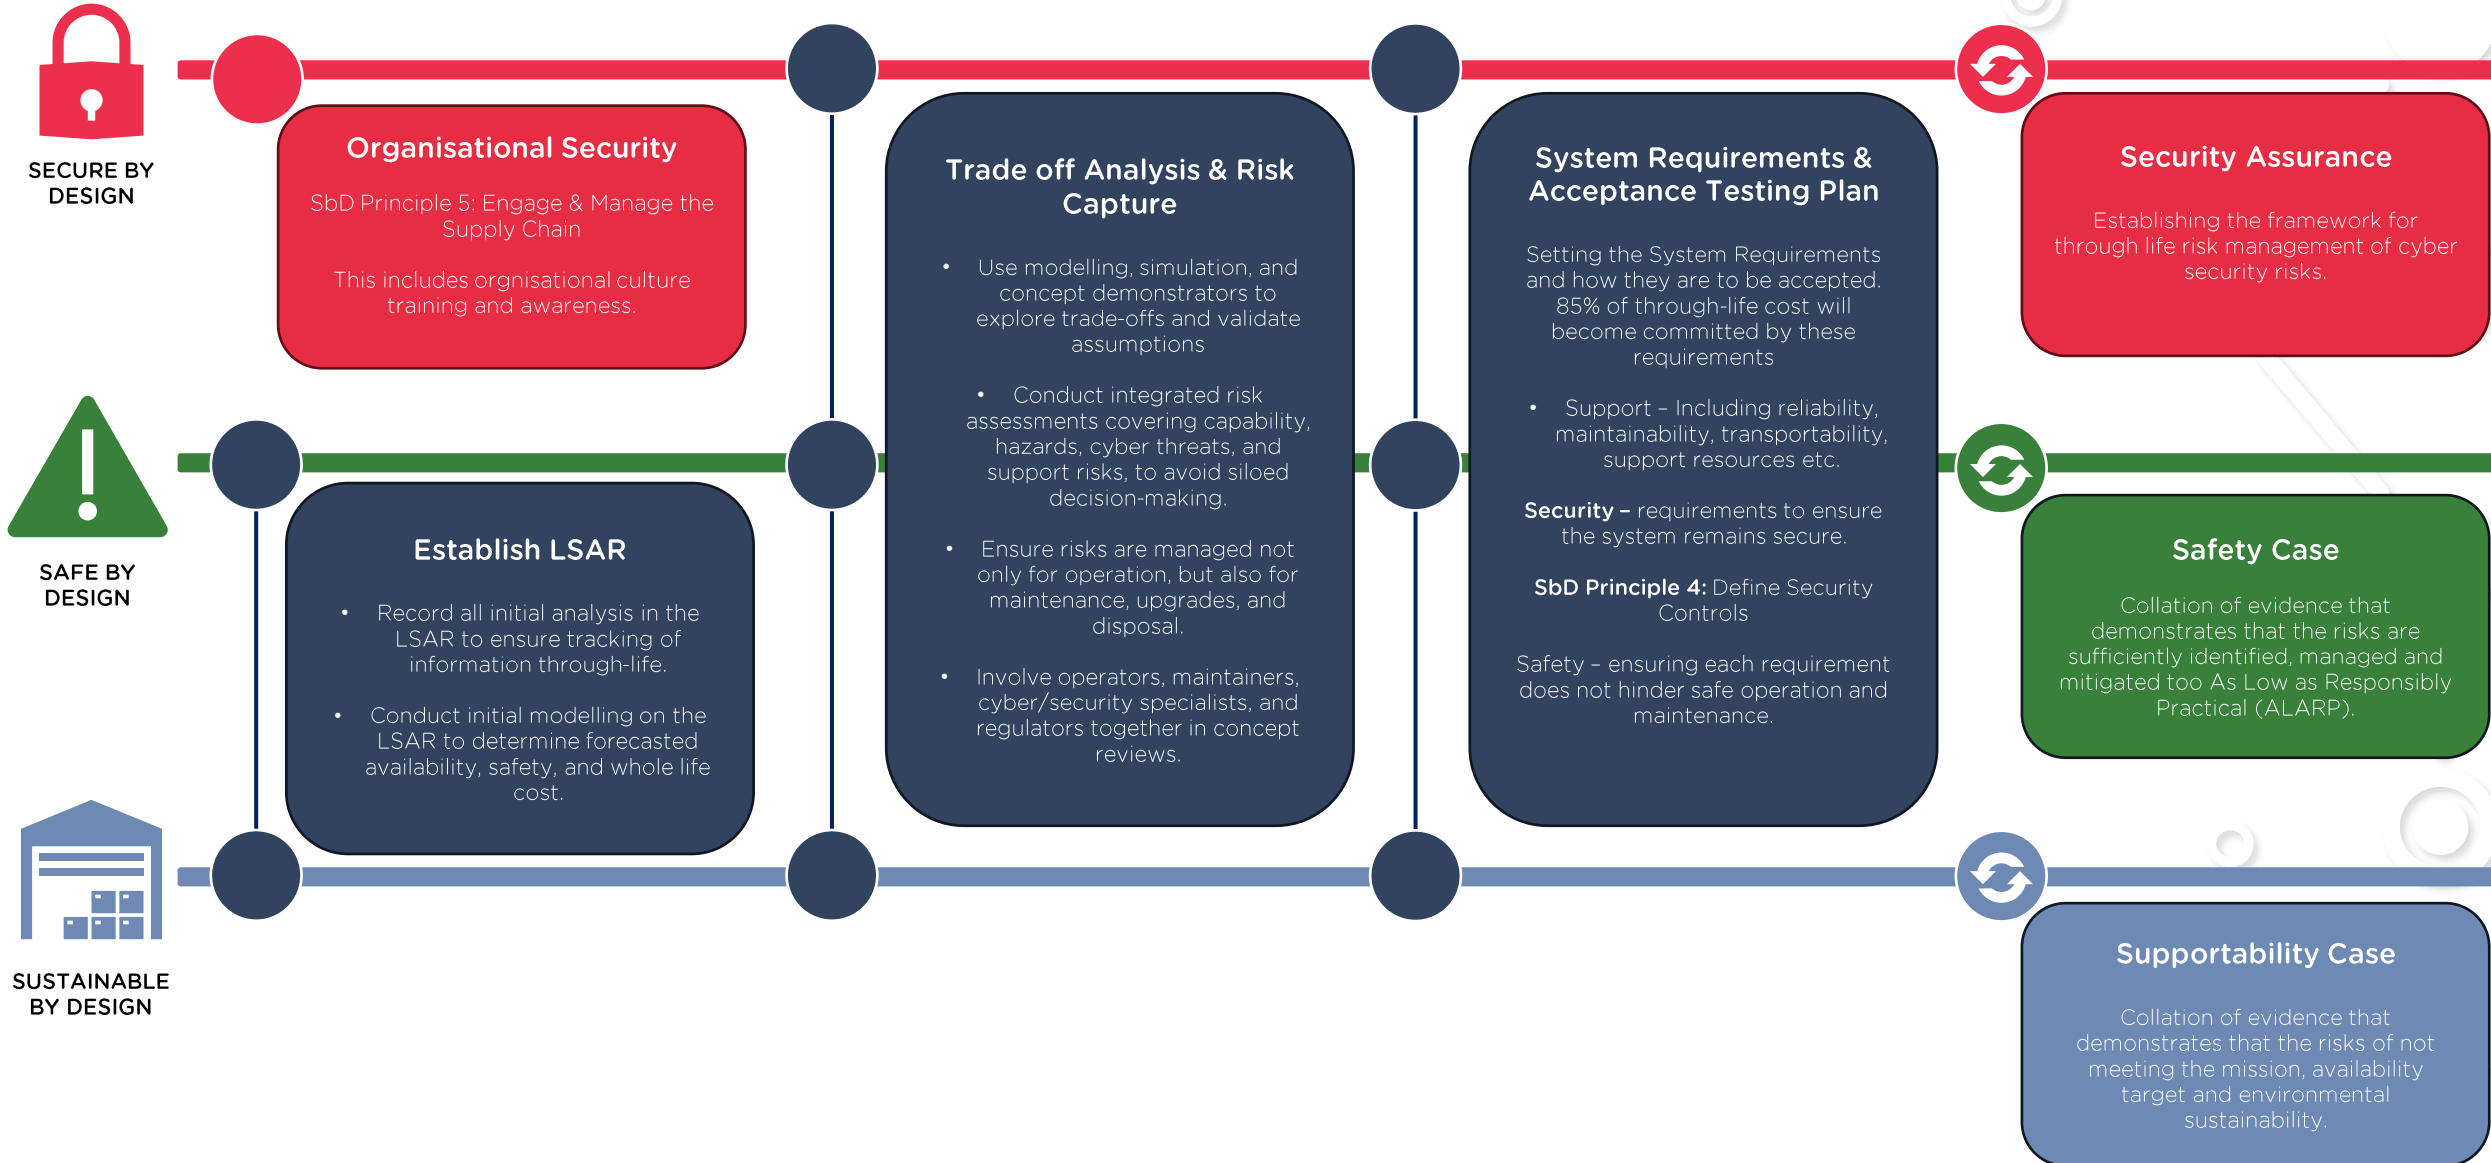 SECURE BY
DESIGN
Organisational Security
SbD Principle 5: Engage & Manage the
Supply Chain
This includes orgnisational culture
training and awareness.
SAFE BY
DESIGN
Establish LSAR
• Record all initial analysis in the
LSAR to ensure tracking of
information through-life.
• Conduct initial modelling on the
LSAR to determine forecasted
availability, safety, and whole life
cost.
SUSTAINABLE
BY DESIGN
Trade off Analysis & Risk
Capture
• Use modelling, simulation, and
concept demonstrators to
explore trade-offs and validate
assumptions
• Conduct integrated risk
assessments covering capability,
hazards, cyber threats, and
support risks, to avoid siloed
decision-making.
• Ensure risks are managed not
only for operation, but also for
maintenance, upgrades, and
disposal.
• Involve operators, maintainers,
cyber/security specialists, and
regulators together in concept
reviews.
System Requirements &
Acceptance Testing Plan
Setting the System Requirements
and how they are to be accepted.
85% of through-life cost will
become committed by these
requirements
• Support – Including reliability,
maintainability, transportability,
support resources etc.
Security – requirements to ensure
the system remains secure.
SbD Principle 4: Define Security
Controls
Safety – ensuring each requirement
does not hinder safe operation and
maintenance.
Security Assurance
Establishing the framework for
through life risk management of cyber
security risks.
Safety Case
Collation of evidence that
demonstrates that the risks are
sufficiently identified, managed and
mitigated too As Low as Responsibly
Practical (ALARP).
Supportability Case
Collation of evidence that
demonstrates that the risks of not
meeting the mission, availability
target and environmental
sustainability.